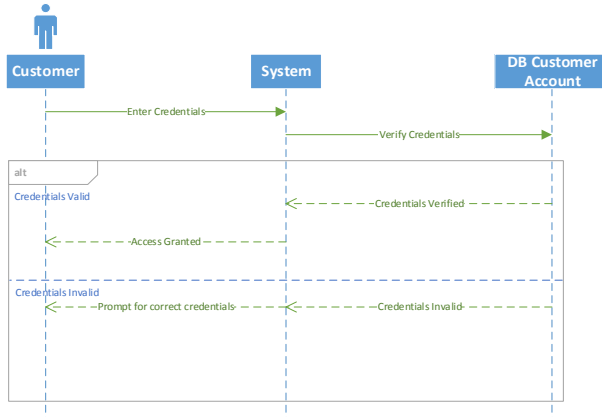 Customer
System
DB Customer
Account
Enter Credentials
Verify Credentials
alt
Credentials Valid
Credentials Verified
Access Granted
Credentials Invalid
Prompt for correct credentials
Credentials Invalid